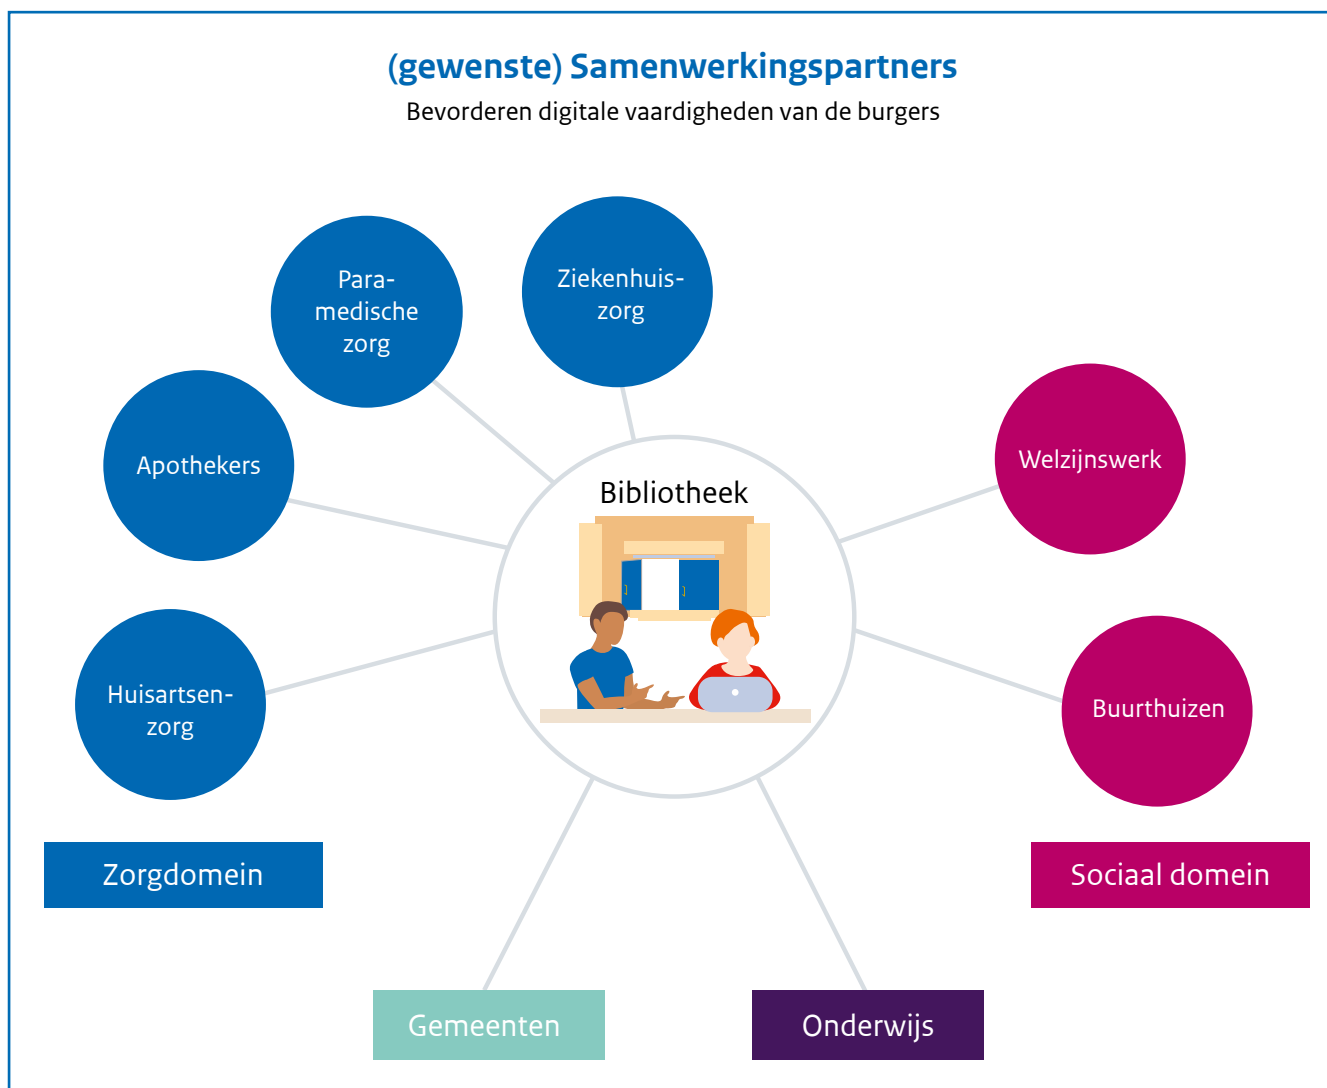 (gewenste) Samenwerkingspartners
Bevorderen digitale vaardigheden van de burgers
Para-
medische
zorg
Ziekenhuis-
zorg
Apothekers
Welzijnswerk
Bibliotheek
Huisartsen-
zorg
Buurthuizen
Zorgdomein
Sociaal domein
Gemeenten
Onderwijs